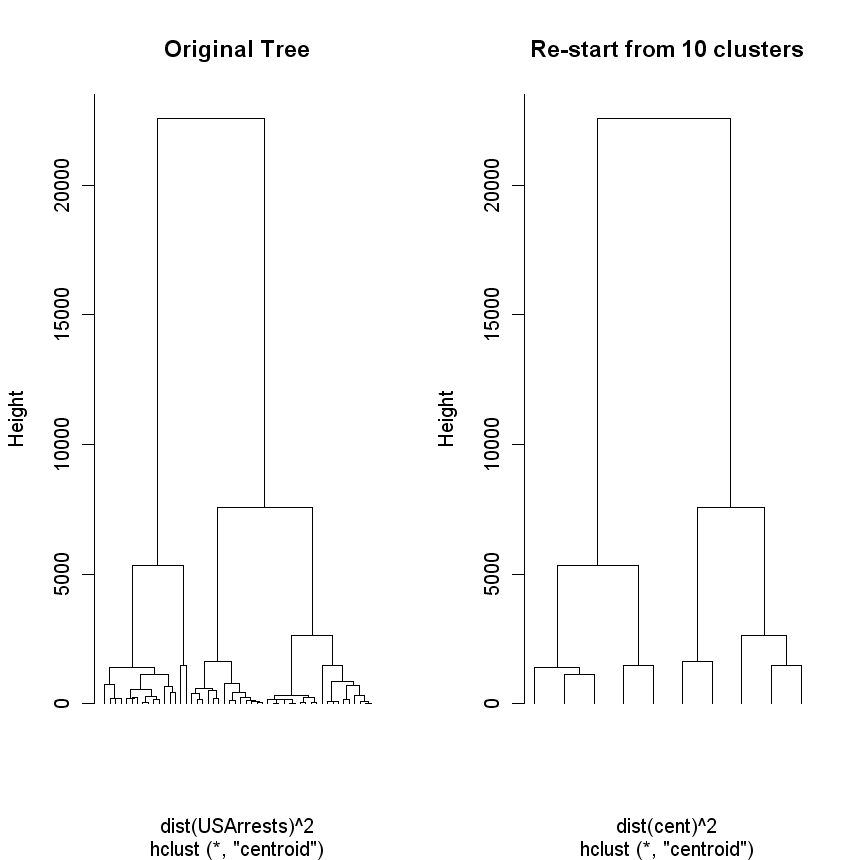 Original Tree
Height
0
5000
10000
15000
20000
dist(USArrests)^2
hclust (*, "centroid")
Re-start from 10 clusters
Height
0
5000
10000
15000
20000
dist(cent)^2
hclust (*, "centroid")